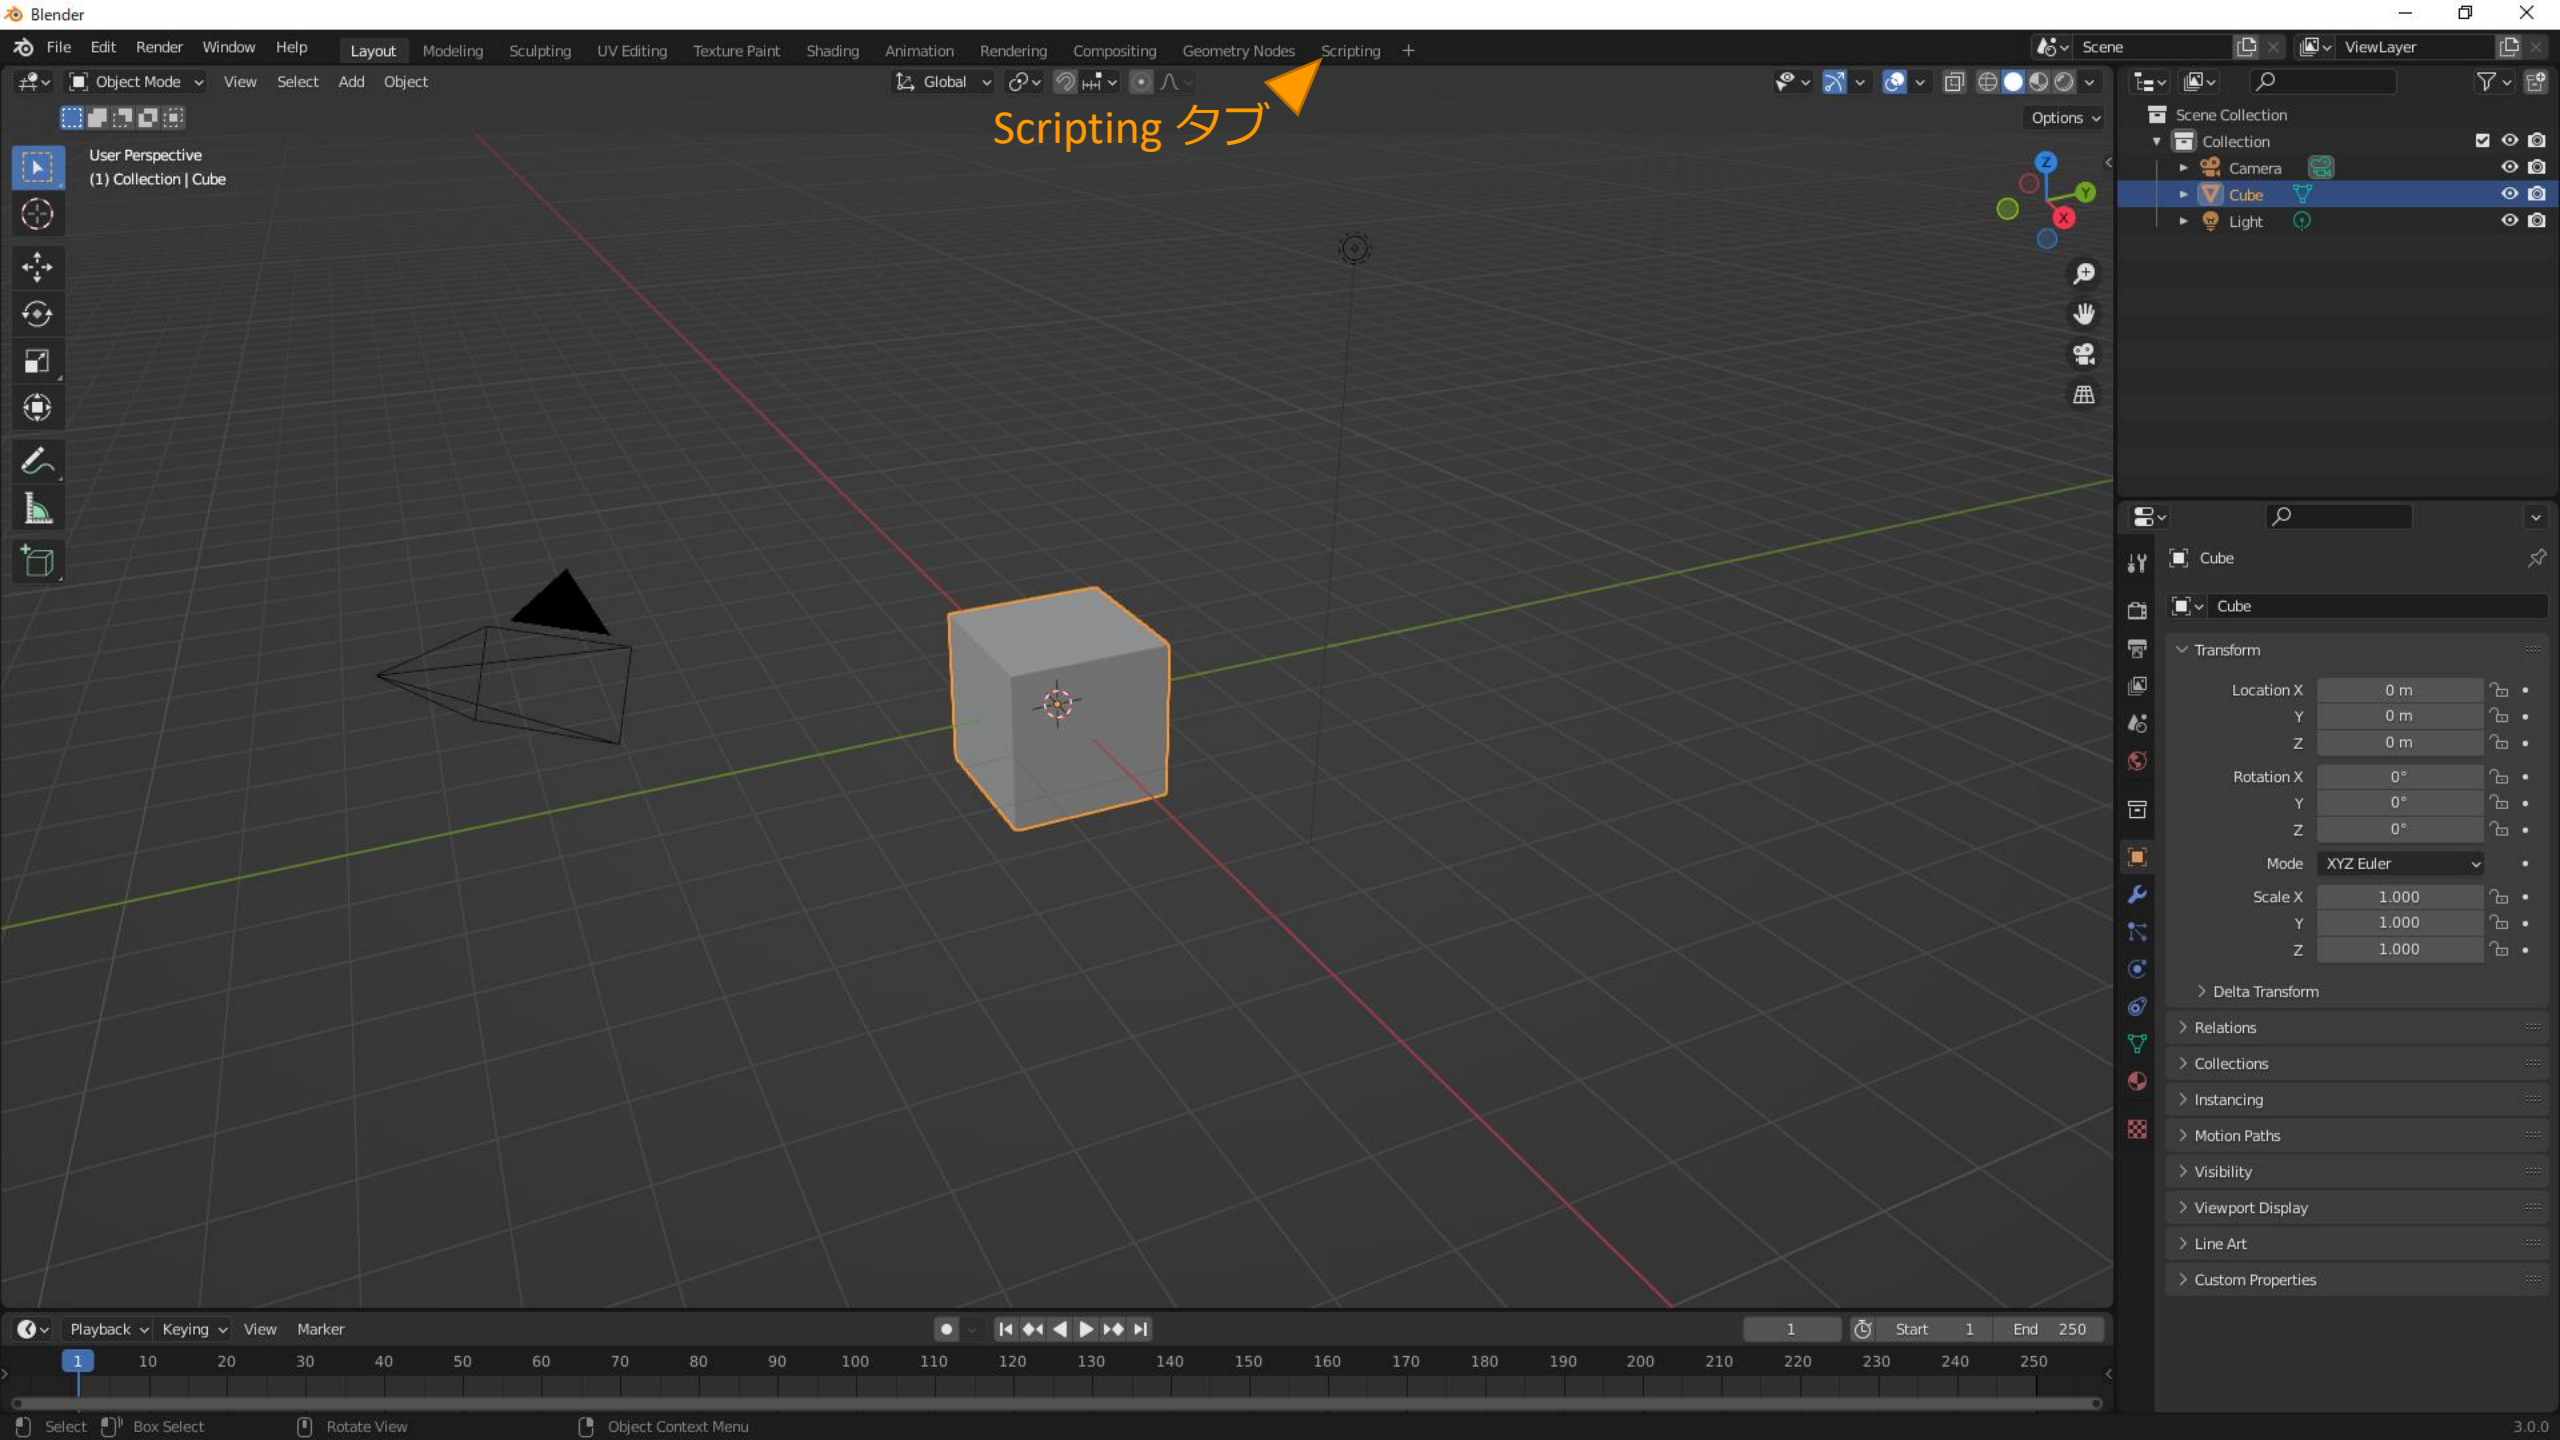 Blender
File Edit Render Window Help Layout Modeling Sculpting UV Editing Texture Paint Shading Animation Rendering Compositing Geometry Nodes Scripting + Scene ViewLayer
Object Mode View Select Add Object Global
Options
Scripting タブ
User Perspective
(1) Collection | Cube
Z
Y
X
Scene Collection
Collection
Camera
Cube
Light
Cube
Cube
Transform
Location X 0 m
Y 0 m
Z 0 m
Rotation X 0°
Y 0°
Z 0°
Mode XYZ Euler
Scale X 1.000
Y 1.000
Z 1.000
Delta Transform
Relations
Collections
Instancing
Motion Paths
Visibility
Viewport Display
Line Art
Custom Properties
Playback Keying View Marker 1 Start 1 End 250
1 10 20 30 40 50 60 70 80 90 100 110 120 130 140 150 160 170 180 190 200 210 220 230 240 250
Select Box Select Rotate View Object Context Menu 3.0.0